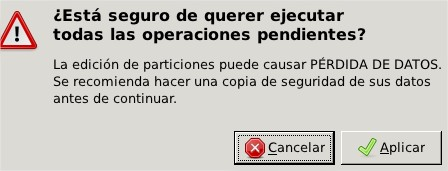 ¿Está seguro de querer ejecutar
todas las operaciones pendientes?
La edición de particiones puede causar PÉRDIDA DE DATOS.
Se recomienda hacer una copia de seguridad de sus datos
antes de continuar.
Cancelar
Aplicar